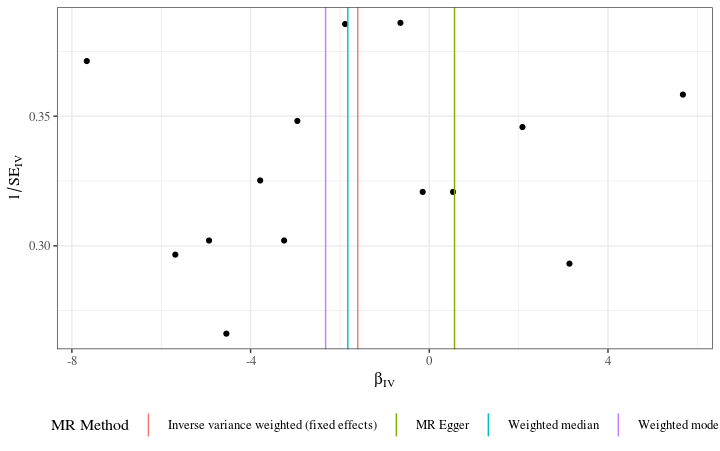 1/SE_IV
0.35
0.30
-8 -4 0 4
β_IV
MR Method Inverse variance weighted (fixed effects) MR Egger Weighted median Weighted mode